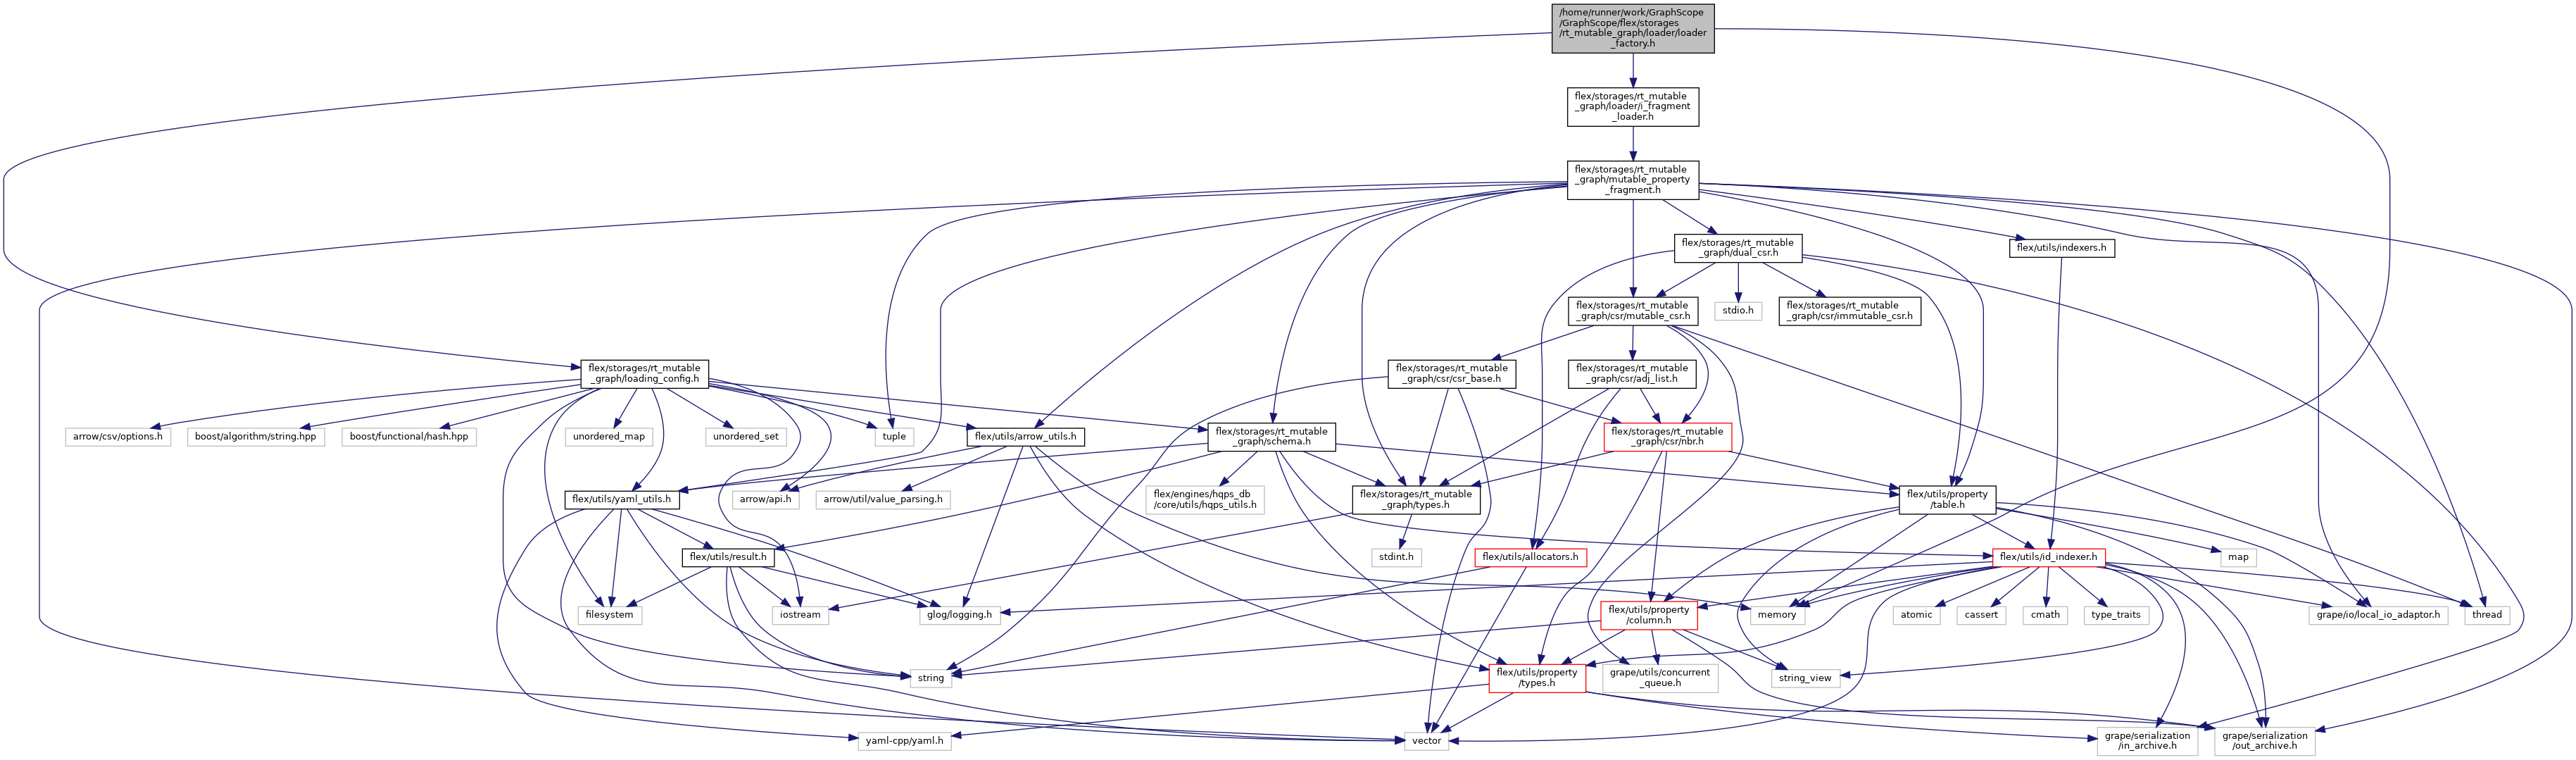 /home/runner/work/GraphScope
/GraphScope/flex/storages
/rt_mutable_graph/loader/loader
_factory.h
flex/storages/rt_mutable
_graph/loader/i_fragment
_loader.h
flex/storages/rt_mutable
_graph/mutable_property
_fragment.h
flex/storages/rt_mutable
_graph/dual_csr.h
flex/utils/indexers.h
flex/storages/rt_mutable
_graph/csr/mutable_csr.h
stdio.h
flex/storages/rt_mutable
_graph/csr/immutable_csr.h
flex/storages/rt_mutable
_graph/loading_config.h
flex/storages/rt_mutable
_graph/csr/csr_base.h
flex/storages/rt_mutable
_graph/csr/adj_list.h
arrow/csv/options.h
boost/algorithm/string.hpp
boost/functional/hash.hpp
unordered_map
unordered_set
tuple
flex/utils/arrow_utils.h
flex/storages/rt_mutable
_graph/schema.h
flex/storages/rt_mutable
_graph/csr/nbr.h
flex/utils/yaml_utils.h
arrow/api.h
arrow/util/value_parsing.h
flex/engines/hqps_db
/core/utils/hqps_utils.h
flex/storages/rt_mutable
_graph/types.h
flex/utils/property
/table.h
flex/utils/result.h
stdint.h
flex/utils/allocators.h
flex/utils/id_indexer.h
map
filesystem
iostream
glog/logging.h
flex/utils/property
/column.h
memory
atomic
cassert
cmath
type_traits
grape/io/local_io_adaptor.h
thread
string
flex/utils/property
/types.h
grape/utils/concurrent
_queue.h
string_view
yaml-cpp/yaml.h
vector
grape/serialization
/in_archive.h
grape/serialization
/out_archive.h